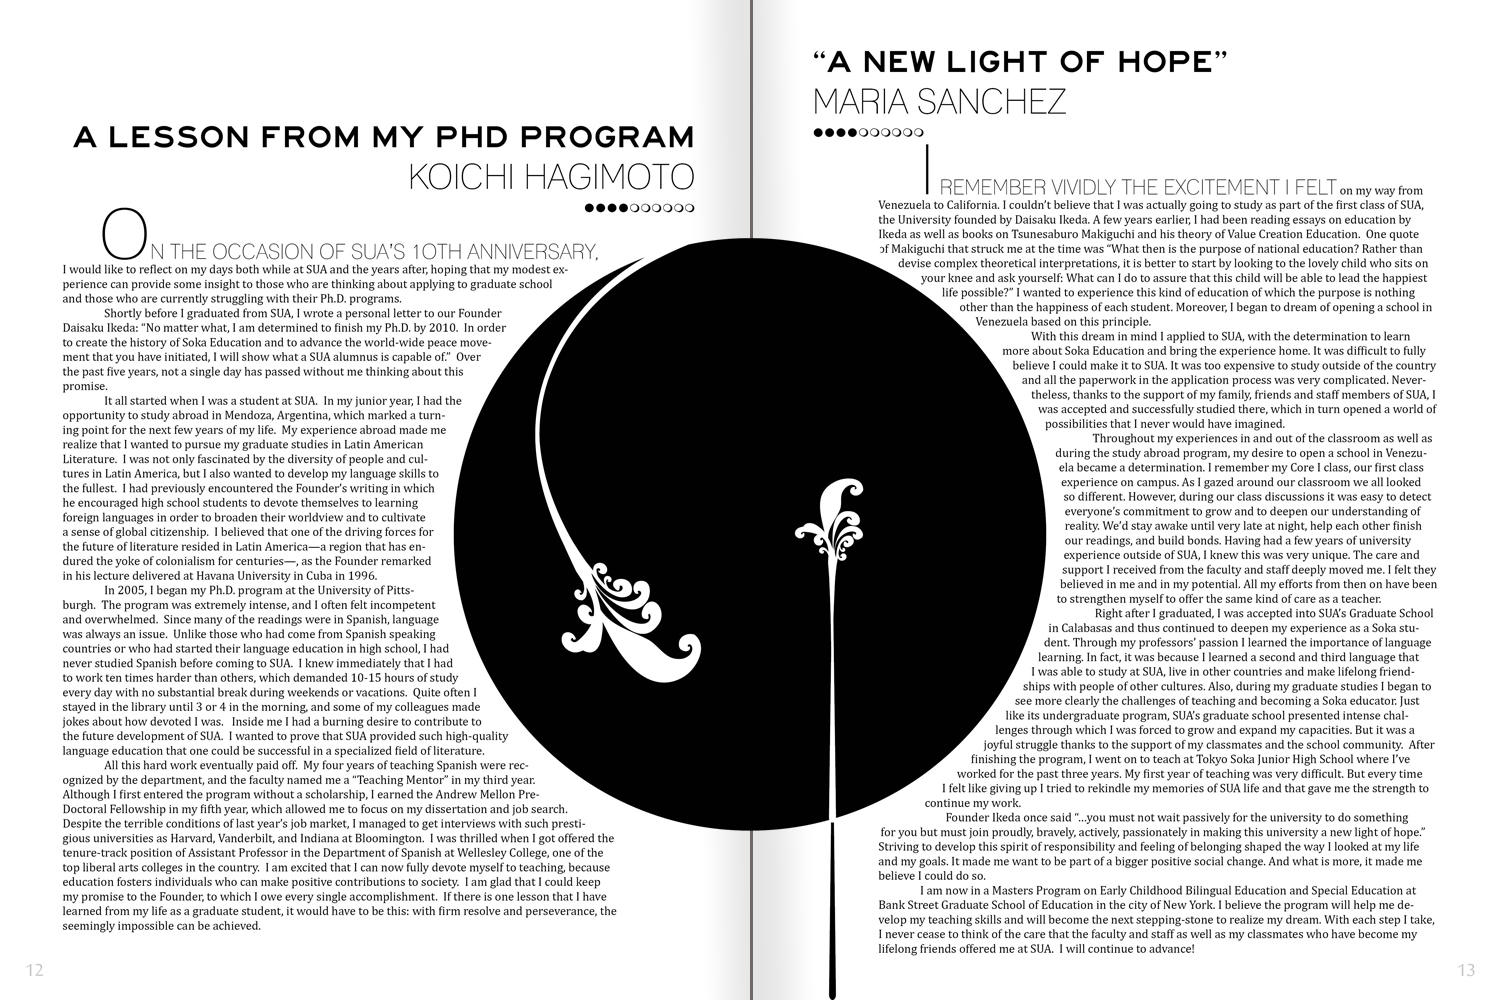 A LESSON FROM MY PHD PROGRAM
KOICHI HAGIMOTO
ON THE OCCASION OF SUA'S 10TH ANNIVERSARY,
I would like to reflect on my days both while at SUA and the years after, hoping that my modest ex-
perience can provide some insight to those who are thinking about applying to graduate school
and those who are currently struggling with their Ph.D. programs.
Shortly before I graduated from SUA, I wrote a personal letter to our Founder
Daisaku Ikeda: “No matter what, I am determined to finish my Ph.D. by 2010.  In order
to create the history of Soka Education and to advance the world-wide peace move-
ment that you have initiated, I will show what a SUA alumnus is capable of.”  Over
the past five years, not a single day has passed without me thinking about this
promise.
It all started when I was a student at SUA.  In my junior year, I had the
opportunity to study abroad in Mendoza, Argentina, which marked a turn-
ing point for the next few years of my life.  My experience abroad made me
realize that I wanted to pursue my graduate studies in Latin American
Literature.  I was not only fascinated by the diversity of people and cul-
tures in Latin America, but I also wanted to develop my language skills to
the fullest.  I had previously encountered the Founder's writing in which
he encouraged high school students to devote themselves to learning
foreign languages in order to broaden their worldview and to cultivate
a sense of global citizenship.  I believed that one of the driving forces for
the future of literature resided in Latin America—a region that has en-
dured the yoke of colonialism for centuries—, as the Founder remarked
in his lecture delivered at Havana University in Cuba in 1996.
In 2005, I began my Ph.D. program at the University of Pitts-
burgh.  The program was extremely intense, and I often felt incompetent
and overwhelmed.  Since many of the readings were in Spanish, language
was always an issue.  Unlike those who had come from Spanish speaking
countries or who had started their language education in high school, I had
never studied Spanish before coming to SUA.  I knew immediately that I had
to work ten times harder than others, which demanded 10-15 hours of study
every day with no substantial break during weekends or vacations.  Quite often I
stayed in the library until 3 or 4 in the morning, and some of my colleagues made
jokes about how devoted I was.  Inside me I had a burning desire to contribute to
the future development of SUA.  I wanted to prove that SUA provided such high-quality
language education that one could be successful in a specialized field of literature.
All this hard work eventually paid off.  My four years of teaching Spanish were rec-
ognized by the department, and the faculty named me a “Teaching Mentor” in my third year.
Although I first entered the program without a scholarship, I earned the Andrew Mellon Pre-
Doctoral Fellowship in my fifth year, which allowed me to focus on my dissertation and job search.
Despite the terrible conditions of last year's job market, I managed to get interviews with such presti-
gious universities as Harvard, Vanderbilt, and Indiana at Bloomington.  I was thrilled when I got offered the
tenure-track position of Assistant Professor in the Department of Spanish at Wellesley College, one of the
top liberal arts colleges in the country.  I am excited that I can now fully devote myself to teaching, because
education fosters individuals who can make positive contributions to society.  I am glad that I could keep
my promise to the Founder, to which I owe every single accomplishment.  If there is one lesson that I have
learned from my life as a graduate student, it would have to be this: with firm resolve and perseverance, the
seemingly impossible can be achieved.
12
“A NEW LIGHT OF HOPE”
MARIA SANCHEZ
I REMEMBER VIVIDLY THE EXCITEMENT I FELT on my way from
Venezuela to California. I couldn't believe that I was actually going to study as part of the first class of SUA,
the University founded by Daisaku Ikeda. A few years earlier, I had been reading essays on education by
Ikeda as well as books on Tsunesaburo Makiguchi and his theory of Value Creation Education.  One quote
of Makiguchi that struck me at the time was “What then is the purpose of national education? Rather than
devise complex theoretical interpretations, it is better to start by looking to the lovely child who sits on
your knee and ask yourself: What can I do to assure that this child will be able to lead the happiest
life possible?” I wanted to experience this kind of education of which the purpose is nothing
other than the happiness of each student. Moreover, I began to dream of opening a school in
Venezuela based on this principle.
With this dream in mind I applied to SUA, with the determination to learn
more about Soka Education and bring the experience home. It was difficult to fully
believe I could make it to SUA. It was too expensive to study outside of the country
and all the paperwork in the application process was very complicated. Never-
theless, thanks to the support of my family, friends and staff members of SUA, I
was accepted and successfully studied there, which in turn opened a world of
possibilities that I never would have imagined.
Throughout my experiences in and out of the classroom as well as
during the study abroad program, my desire to open a school in Venezu-
ela became a determination. I remember my Core I class, our first class
experience on campus. As I gazed around our classroom we all looked
so different. However, during our class discussions it was easy to detect
everyone's commitment to grow and to deepen our understanding of
reality. We'd stay awake until very late at night, help each other finish
our readings, and build bonds. Having had a few years of university
experience outside of SUA, I knew this was very unique. The care and
support I received from the faculty and staff deeply moved me. I felt they
believed in me and in my potential. All my efforts from then on have been
to strengthen myself to offer the same kind of care as a teacher.
Right after I graduated, I was accepted into SUA's Graduate School
in Calabasas and thus continued to deepen my experience as a Soka stu-
dent. Through my professors' passion I learned the importance of language
learning. In fact, it was because I learned a second and third language that
I was able to study at SUA, live in other countries and make lifelong friend-
ships with people of other cultures. Also, during my graduate studies I began to
see more clearly the challenges of teaching and becoming a Soka educator. Just
like its undergraduate program, SUA's graduate school presented intense chal-
lenges through which I was forced to grow and expand my capacities. But it was a
joyful struggle thanks to the support of my classmates and the school community.  After
finishing the program, I went on to teach at Tokyo Soka Junior High School where I've
worked for the past three years. My first year of teaching was very difficult. But every time
I felt like giving up I tried to rekindle my memories of SUA life and that gave me the strength to
continue my work.
Founder Ikeda once said “...you must not wait passively for the university to do something
for you but must join proudly, bravely, actively, passionately in making this university a new light of hope.”
Striving to develop this spirit of responsibility and feeling of belonging shaped the way I looked at my life
and my goals. It made me want to be part of a bigger positive social change. And what is more, it made me
believe I could do so.
I am now in a Masters Program on Early Childhood Bilingual Education and Special Education at
Bank Street Graduate School of Education in the city of New York. I believe the program will help me de-
velop my teaching skills and will become the next stepping-stone to realize my dream. With each step I take,
I never cease to think of the care that the faculty and staff as well as my classmates who have become my
lifelong friends offered me at SUA.  I will continue to advance!
13